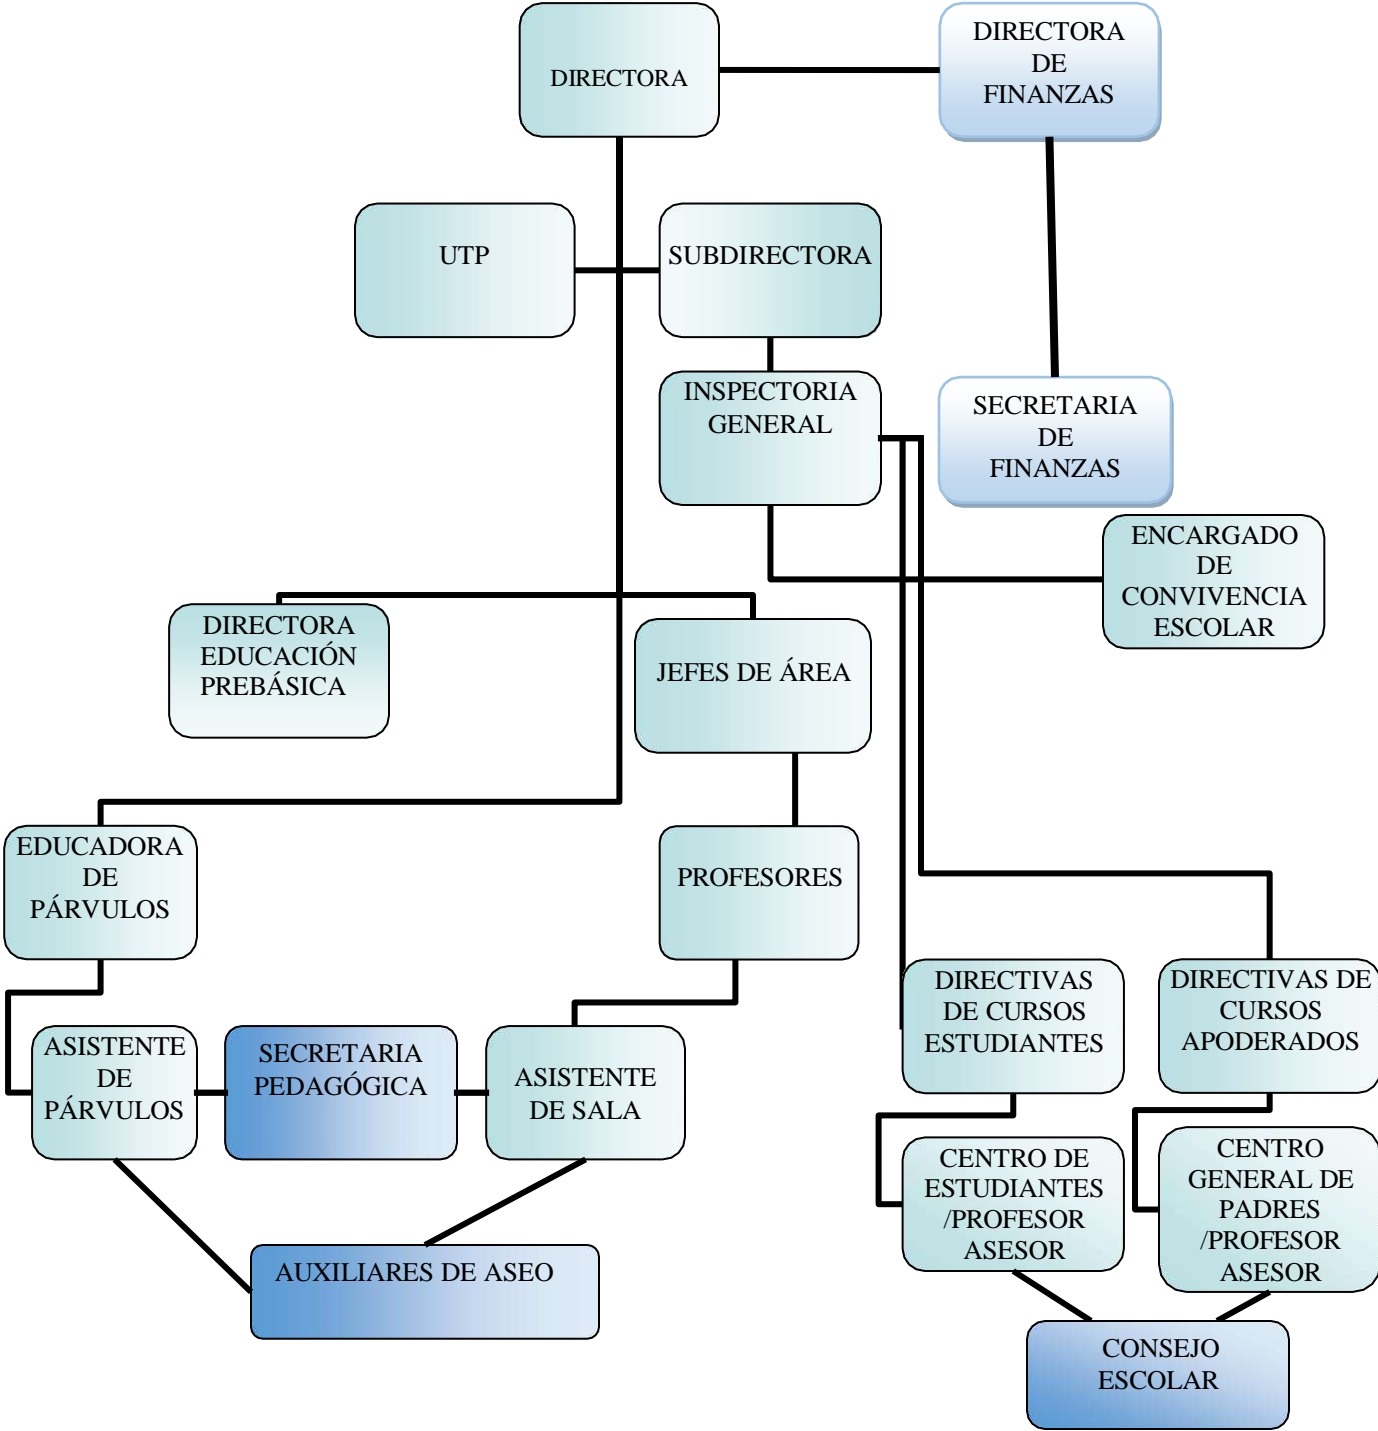 DIRECTORA
DIRECTORA
DE
FINANZAS
UTP
SUBDIRECTORA
INSPECTORIA
GENERAL
SECRETARIA
DE
FINANZAS
ENCARGADO
DE
CONVIVENCIA
ESCOLAR
DIRECTORA
EDUCACIÓN
PREBÁSICA
JEFES DE ÁREA
EDUCADORA
DE
PÁRVULOS
PROFESORES
DIRECTIVAS
DE CURSOS
ESTUDIANTES
DIRECTIVAS DE
CURSOS
APODERADOS
ASISTENTE
DE
PÁRVULOS
SECRETARIA
PEDAGÓGICA
ASISTENTE
DE SALA
CENTRO DE
ESTUDIANTES
/PROFESOR
ASESOR
CENTRO
GENERAL DE
PADRES
/PROFESOR
ASESOR
AUXILIARES DE ASEO
CONSEJO
ESCOLAR